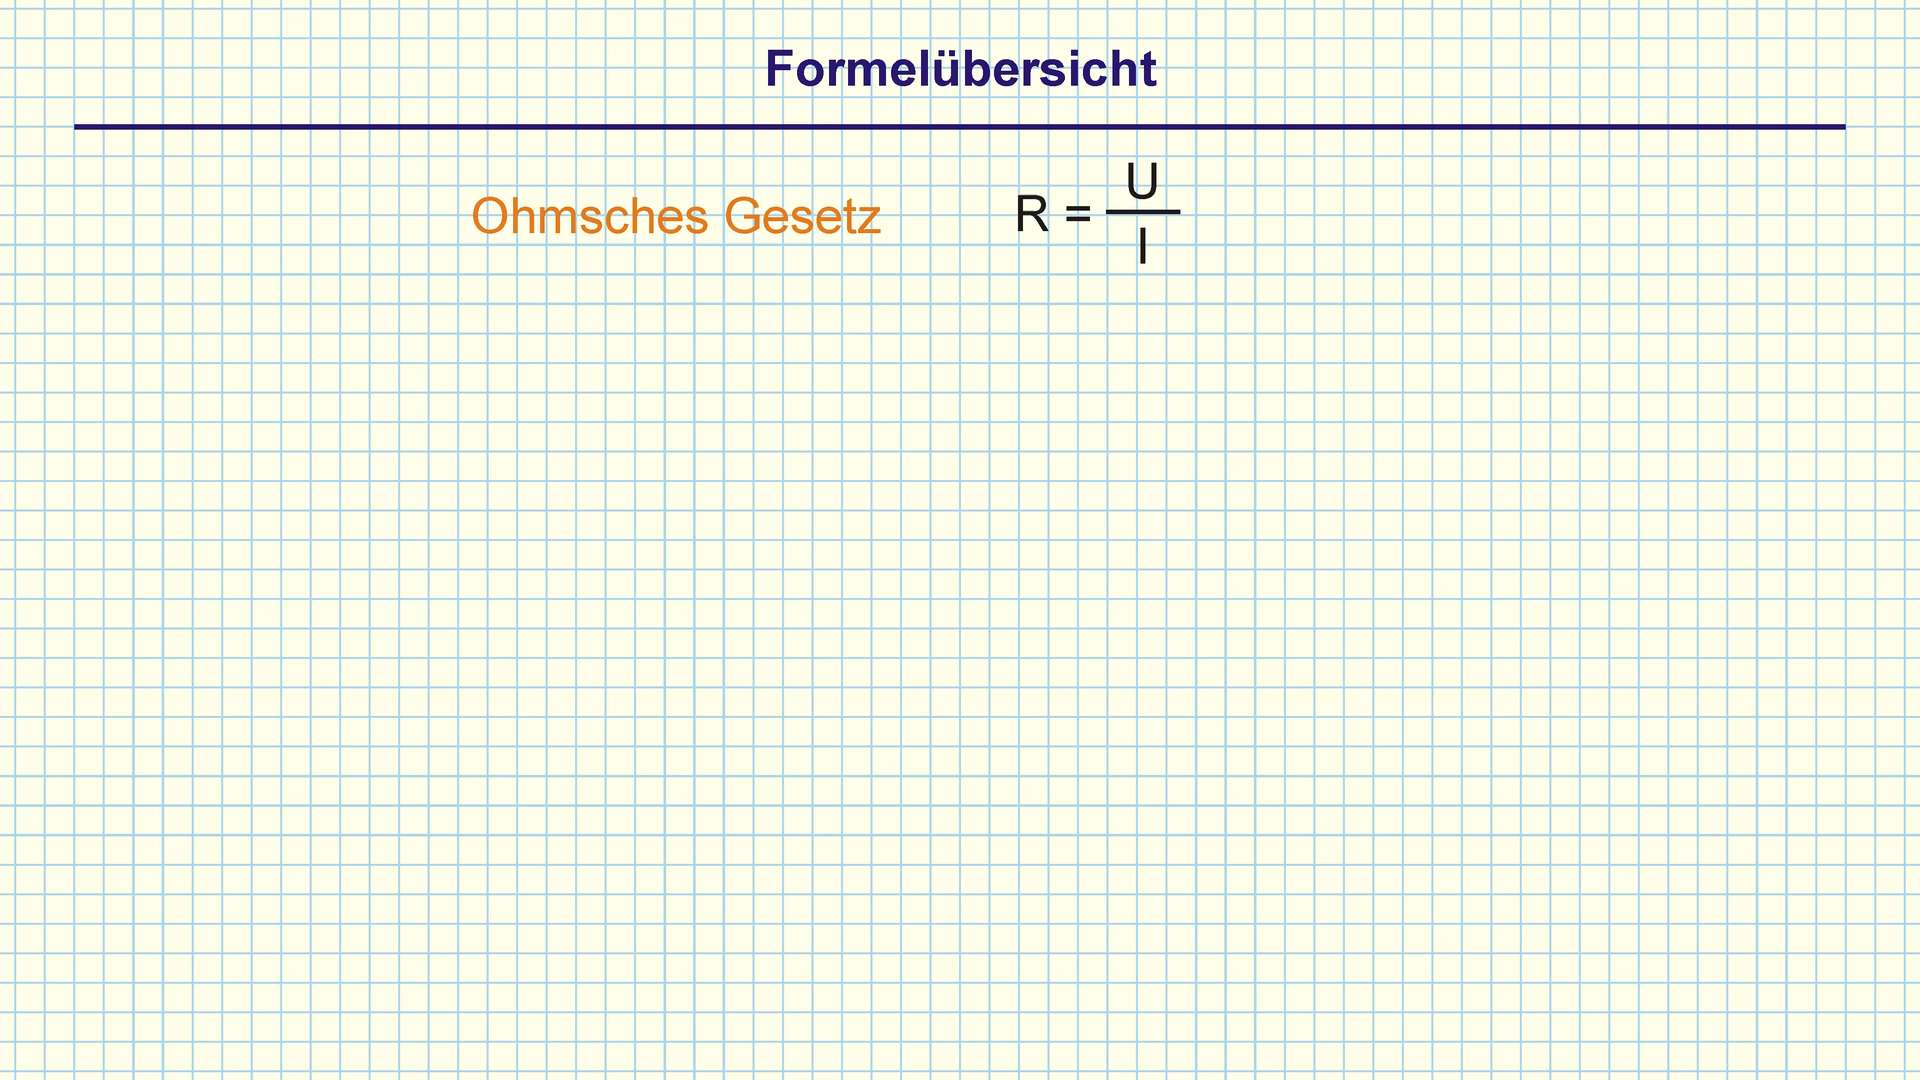 Formelübersicht
Ohmsches Gesetz R = U
I